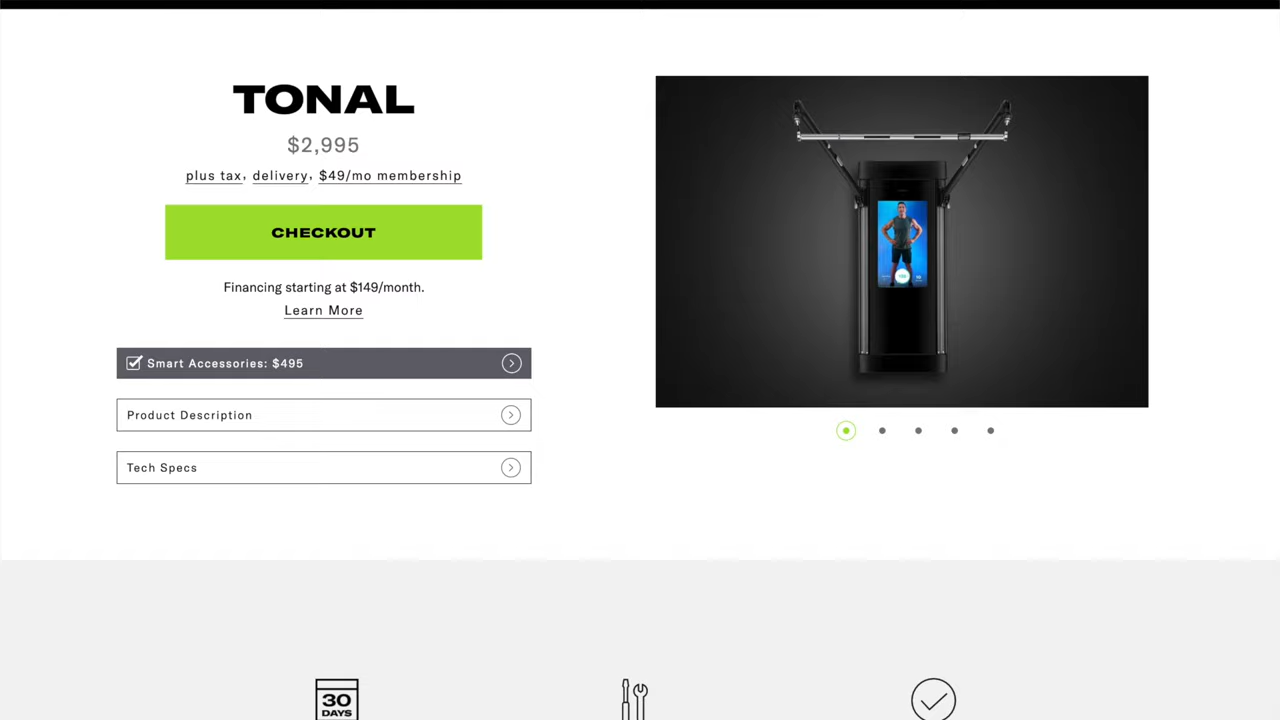 TONAL
$2,995
plus tax, delivery, $49/mo membership
CHECKOUT
Financing starting at $149/month.
Learn More
Smart Accessories: $495
Product Description
Tech Specs
30
DAYS